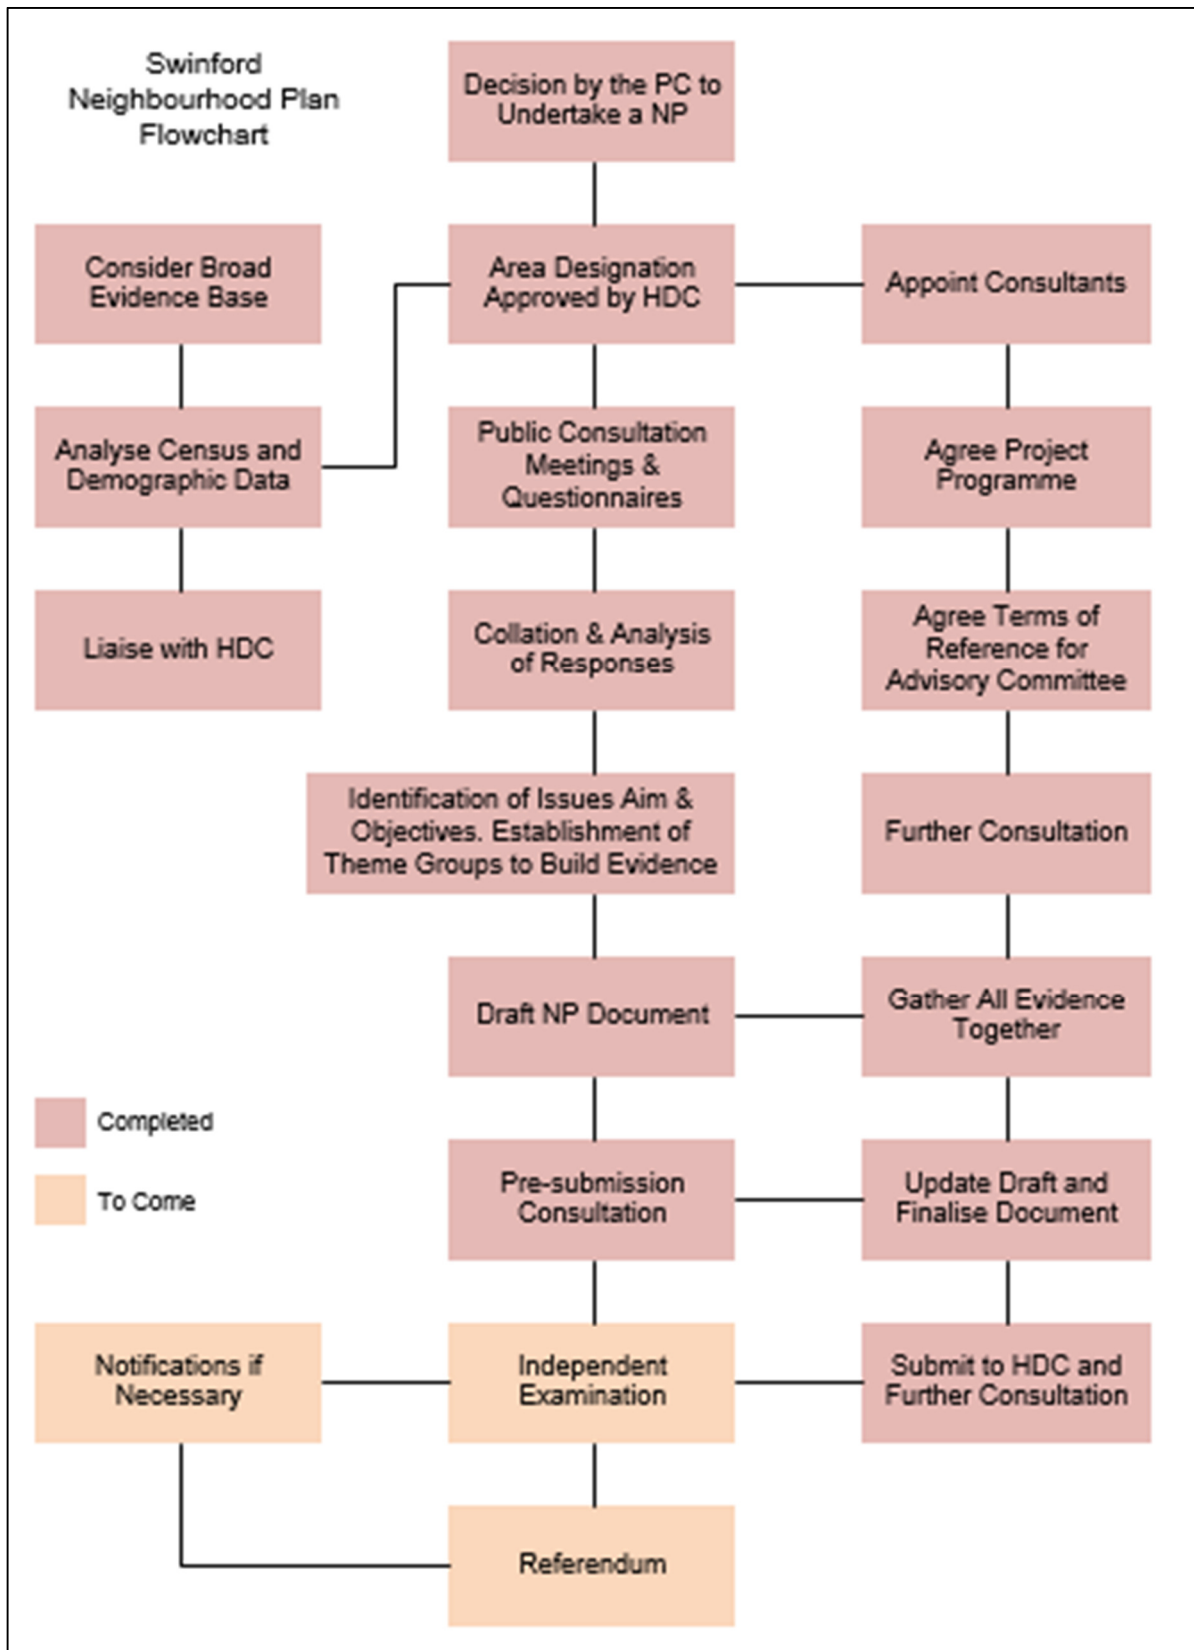 Swinford
Neighbourhood Plan
Flowchart
Decision by the PC to
Undertake a NP
Consider Broad
Evidence Base
Area Designation
Approved by HDC
Appoint Consultants
Analyse Census and
Demographic Data
Public Consultation
Meetings &
Questionnaires
Agree Project
Programme
Liaise with HDC
Collation & Analysis
of Responses
Agree Terms of
Reference for
Advisory Committee
Identification of Issues Aim &
Objectives. Establishment of
Theme Groups to Build Evidence
Further Consultation
Draft NP Document
Gather All Evidence
Together
Completed
To Come
Pre-submission
Consultation
Update Draft and
Finalise Document
Notifications if
Necessary
Independent
Examination
Submit to HDC and
Further Consultation
Referendum